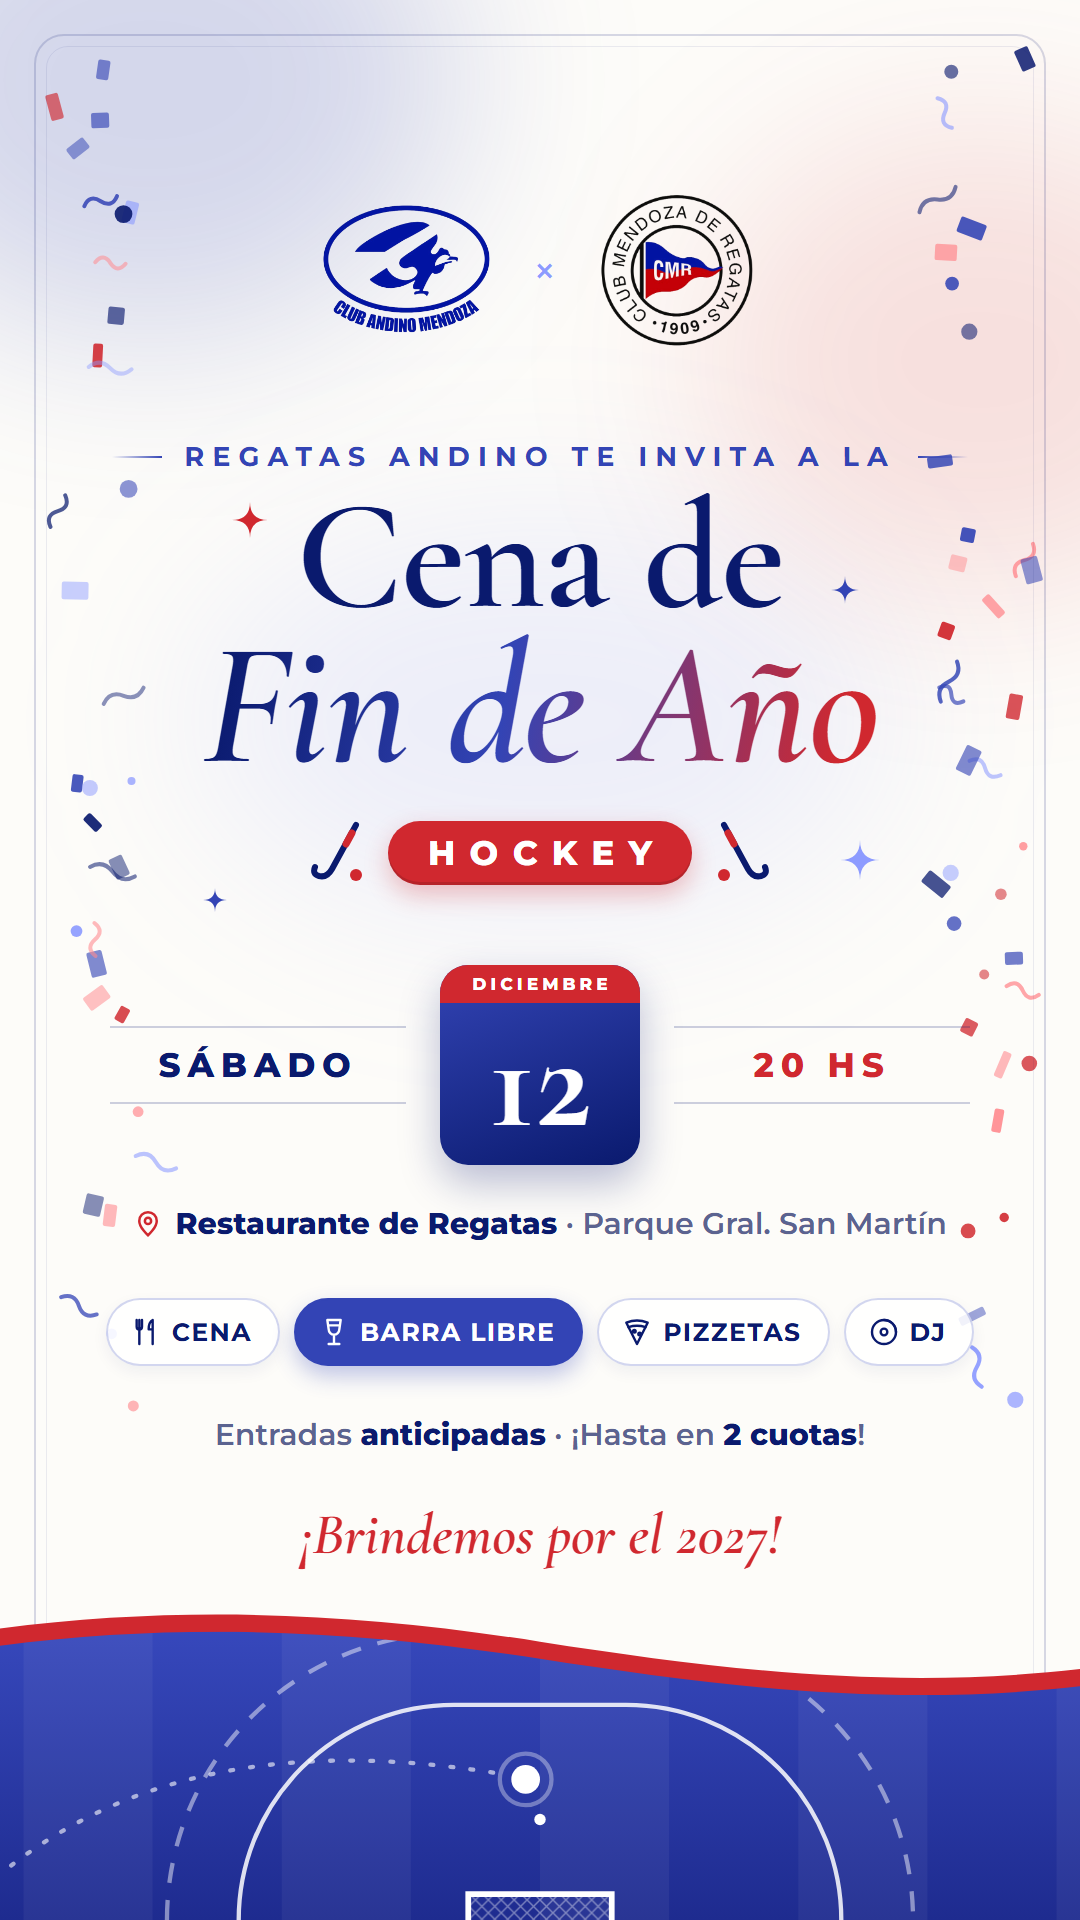 CLUB ANDINO MENDOZA
×
CLUB MENDOZA DE REGATAS
CMR
·1909·
REGATAS ANDINO TE INVITA A LA
Cena de
Fin de Año
HOCKEY
DICIEMBRE
SÁBADO
12
20 HS
Restaurante de Regatas · Parque Gral. San Martín
CENA
BARRA LIBRE
PIZZETAS
DJ
Entradas anticipadas · ¡Hasta en 2 cuotas!
¡Brindemos por el 2027!